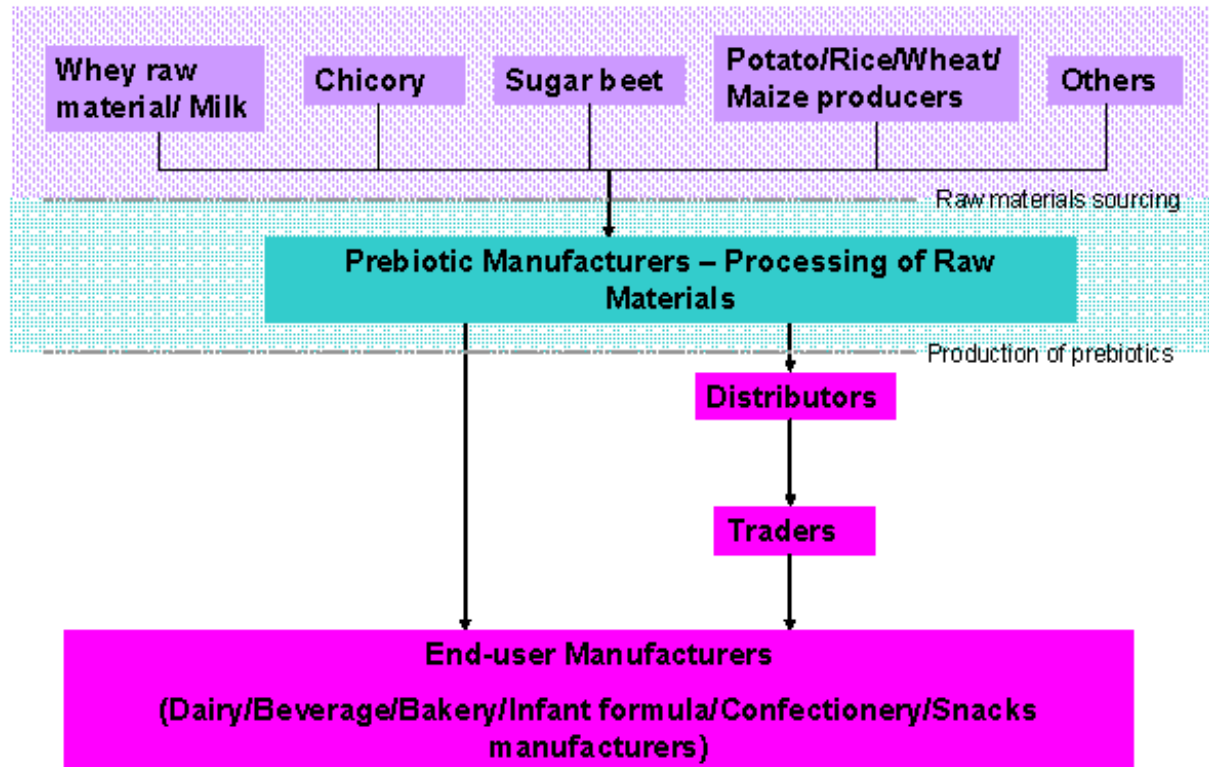 Whey raw
material/ Milk
Chicory
Sugar beet
Potato/Rice/Wheat/
Maize producers
Others
Raw materials sourcing
Prebiotic Manufacturers – Processing of Raw
Materials
Production of prebiotics
Distributors
Traders
End-user Manufacturers
(Dairy/Beverage/Bakery/Infant formula/Confectionery/Snacks
manufacturers)